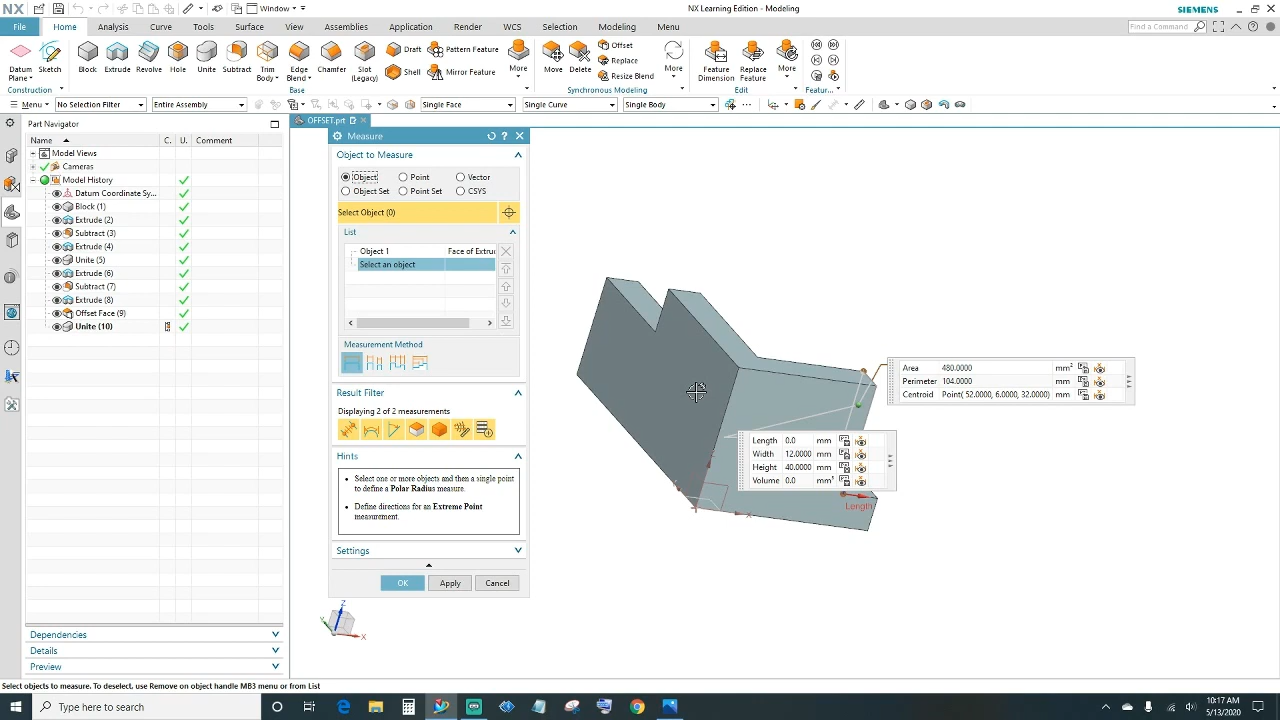 NX Window NX Learning Edition - Modeling SIEMENS
File Home Analysis Curve Tools Surface Assemblies Application Render WCS Selection Modeling Menu Find a Command
Datum Plane Sketch Block Extrude Revolve Hole Unite Subtract Trim Body Edge Blend Chamfer Slot (Legacy) Draft Shell Pattern Feature Mirror Feature More Move Delete Offset Replace Resize Blend More Feature Dimension Replace Feature More
Construction Base Synchronous Modeling Edit Featur...
Menu No Selection Filter Entire Assembly Single Face Single Curve Single Body
Part Navigator
OFFSET.prt
Name C. U. Comment
Model Views
Cameras
Model History
Datum Coordinate Sy...
Block (1)
Extrude (2)
Subtract (3)
Extrude (4)
Unite (5)
Extrude (6)
Subtract (7)
Extrude (8)
Offset Face (9)
Unite (10)
Dependencies
Details
Preview
Measure
Object to Measure
Object Point Vector
Object Set Point Set CSYS
Select Object (0)
List
Object 1 Face of Extru
Select an object
Measurement Method
Result Filter
Displaying 2 of 2 measurements
Hints
Select one or more objects and then a single point
to define a Polar Radius measure.
Define directions for an Extreme Point
measurement.
Settings
OK Apply Cancel
Area 480.0000 mm²
Perimeter 104.0000 mm
Centroid Point( 52.0000, 6.0000, 32.0000) mm
Length 0.0 mm
Width 12.0000 mm
Height 40.0000 mm
Volume 0.0 mm³
Length
X
Z
Y
X
Select objects to measure. To deselect, use Remove on object handle MB3 menu or from List
Type here to search
10:17 AM
5/13/2020